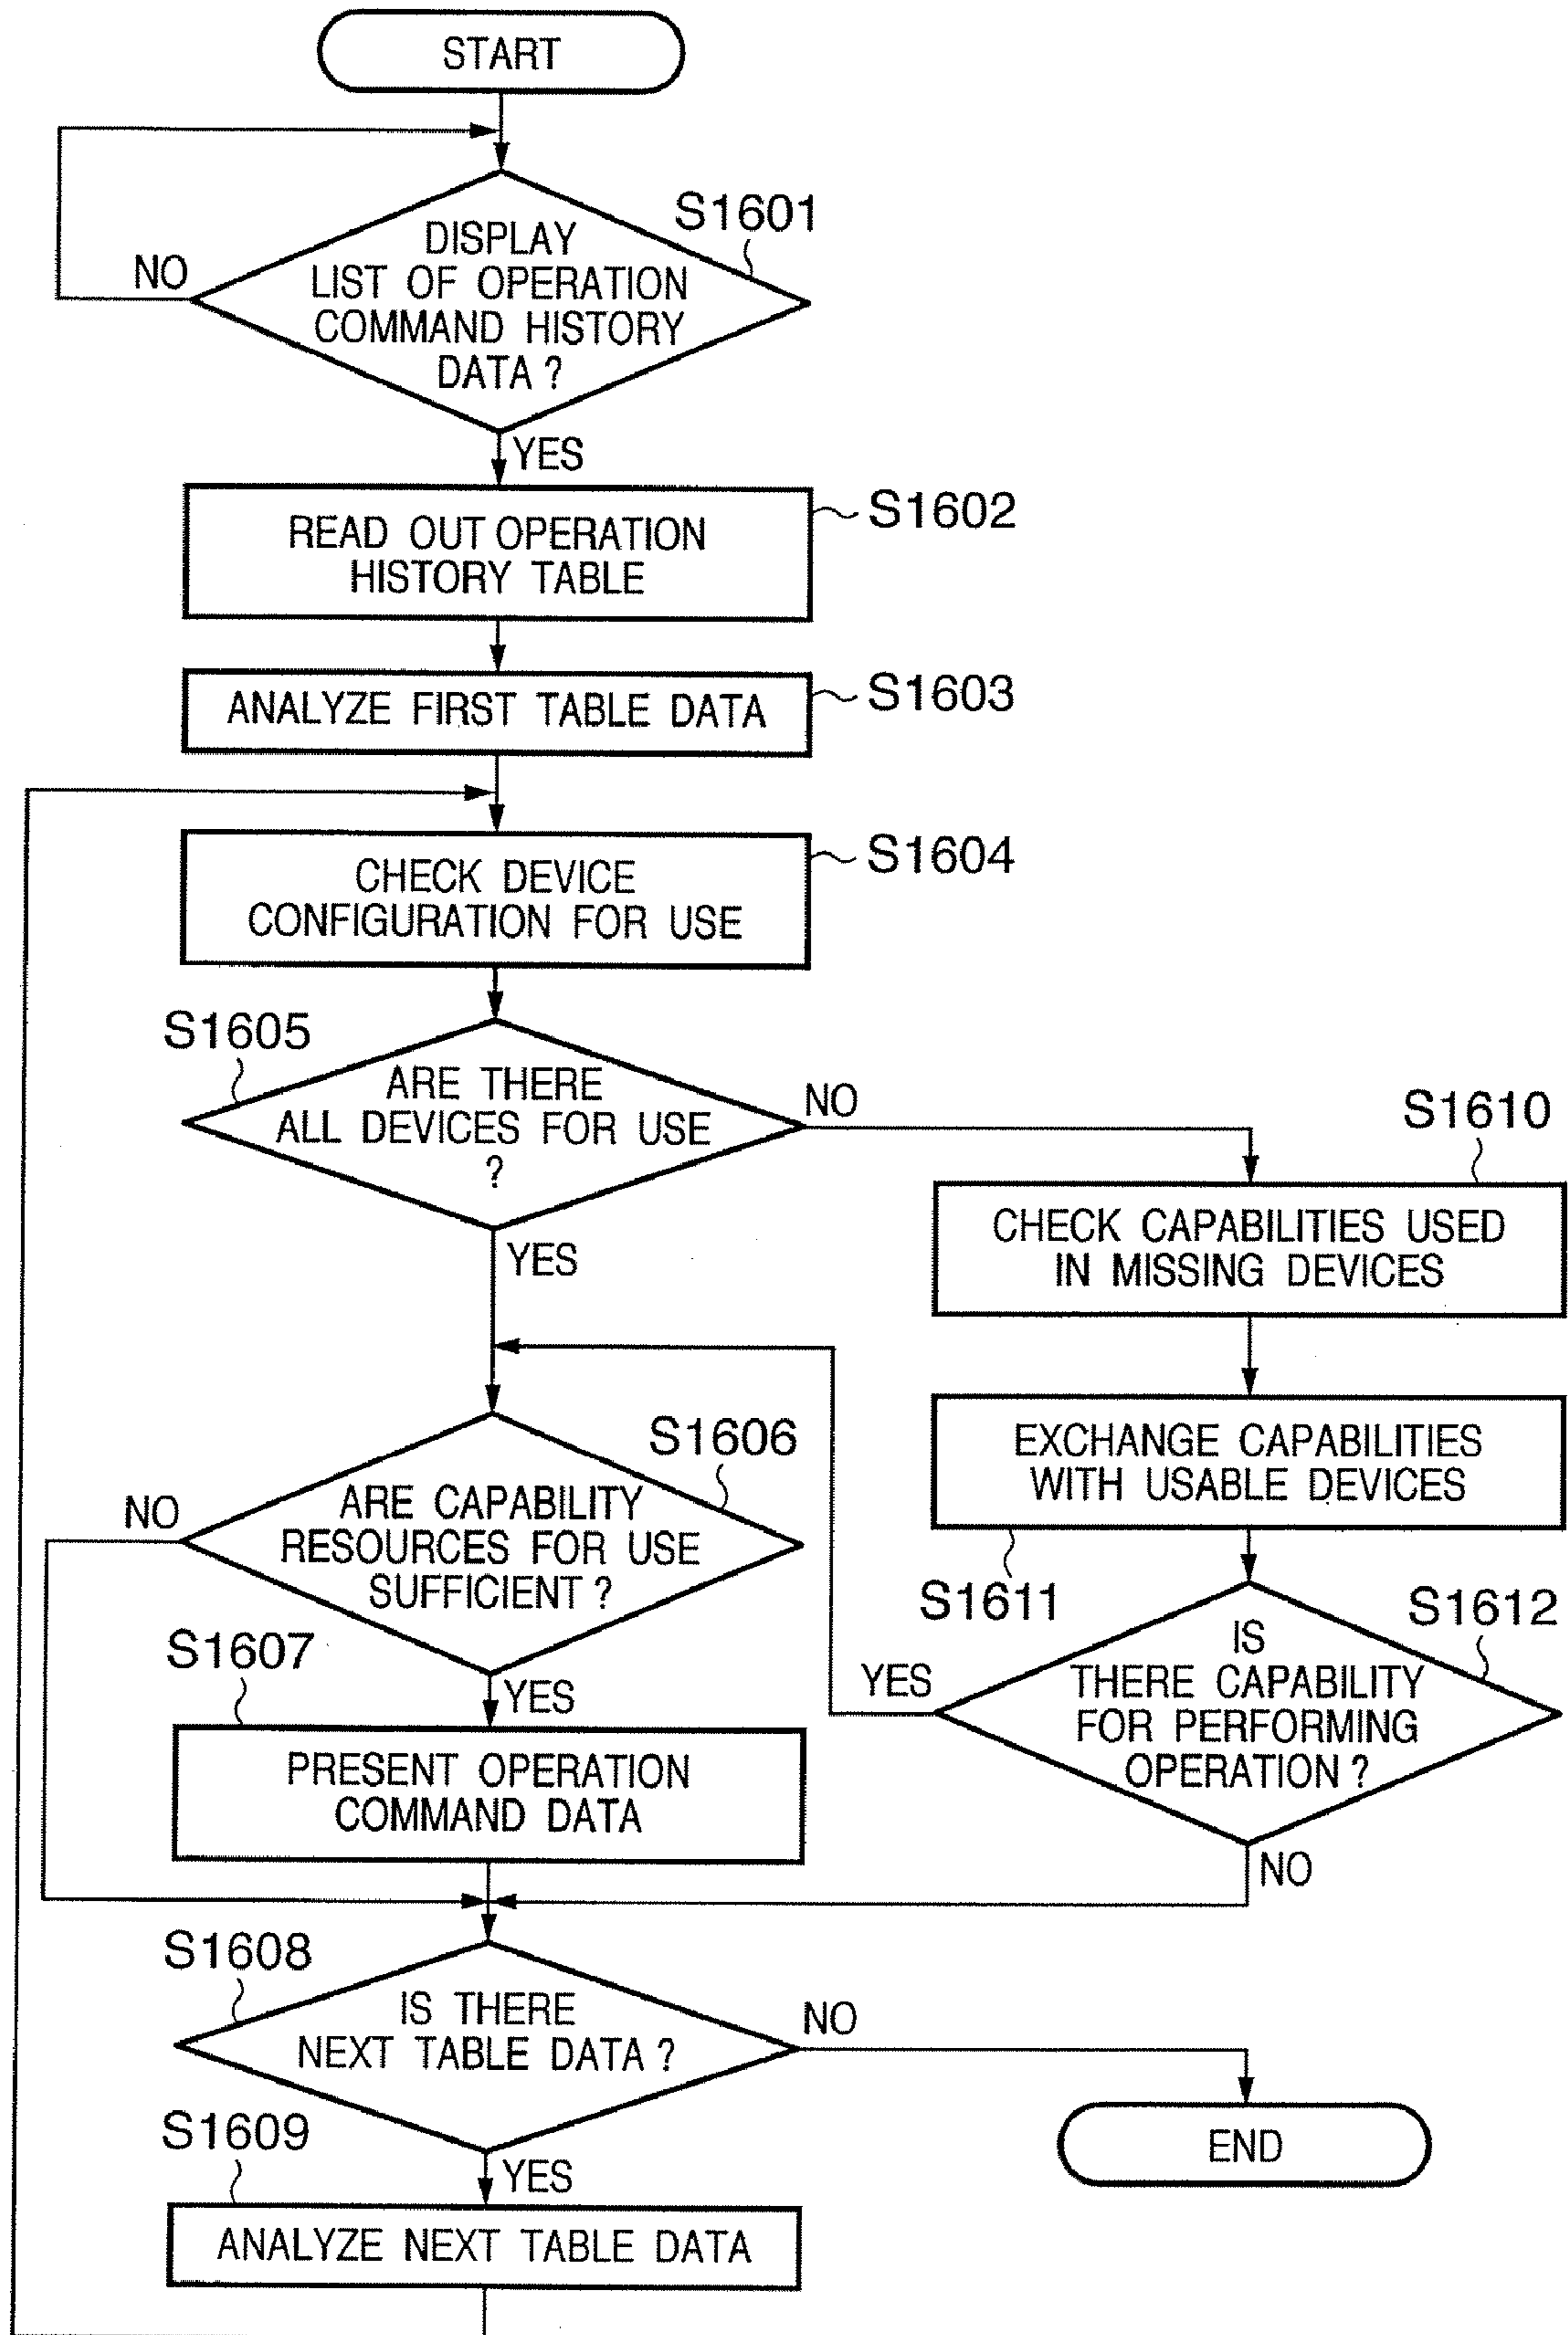 START
S1601
DISPLAY
LIST OF OPERATION
COMMAND HISTORY
DATA ?
NO
YES
S1602
READ OUT OPERATION
HISTORY TABLE
S1603
ANALYZE FIRST TABLE DATA
S1604
CHECK DEVICE
CONFIGURATION FOR USE
S1605
ARE THERE
ALL DEVICES FOR USE
?
NO
YES
S1610
CHECK CAPABILITIES USED
IN MISSING DEVICES
EXCHANGE CAPABILITIES
WITH USABLE DEVICES
S1611
S1612
IS
THERE CAPABILITY
FOR PERFORMING
OPERATION ?
YES
NO
S1606
ARE CAPABILITY
RESOURCES FOR USE
SUFFICIENT ?
NO
YES
S1607
PRESENT OPERATION
COMMAND DATA
S1608
IS THERE
NEXT TABLE DATA ?
NO
END
YES
S1609
ANALYZE NEXT TABLE DATA